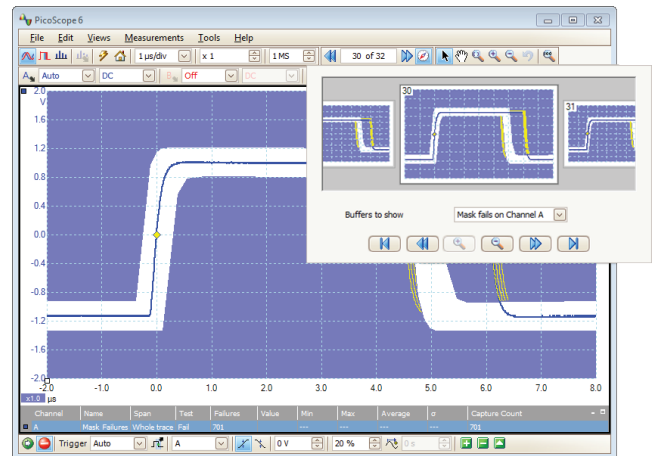 PicoScope 6
File Edit Views Measurements Tools Help
1 µs/div x 1 1 MS 30 of 32
A Auto DC B Off DC
30
31
Buffers to show Mask fails on Channel A
2.0
V
1.6
1.2
0.8
0.4
0.0
-0.4
-0.8
-1.2
-1.6
-2.0
-2.0 -1.0 0.0 1.0 2.0 3.0 4.0 5.0 6.0 7.0 8.0
x1.0 µs
Channel Name Span Test Failures Value Min Max Average σ Capture Count
A Mask Failures Whole trace Fail 701 --- --- --- --- 701
Trigger Auto A 0 V 20 % 0 s